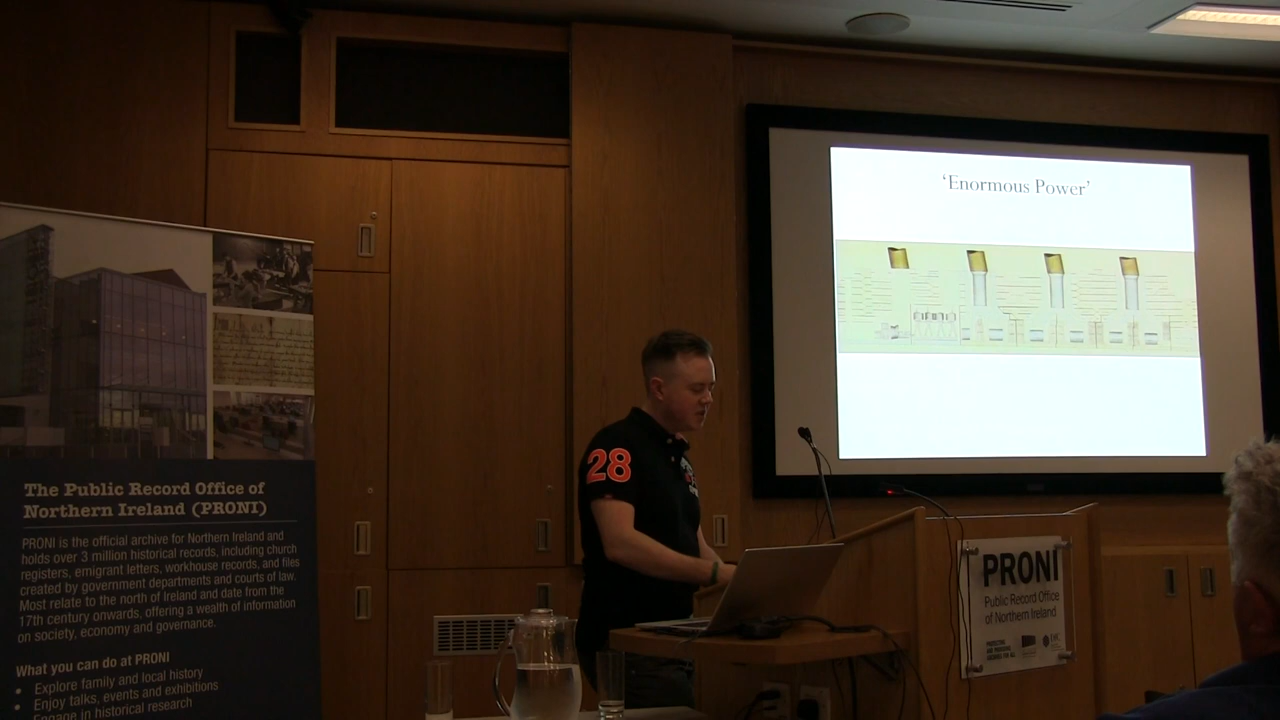 The Public Record Office of
Northern Ireland (PRONI)
PRONI is the official archive for Northern Ireland and
holds over 3 million historical records, including church
registers, emigrant letters, workhouse records, and files
created by government departments and courts of law.
Most relate to the north of Ireland and date from the
17th century onwards, offering a wealth of information
on society, economy and governance.
What you can do at PRONI
• Explore family and local history
• Enjoy talks, events and exhibitions
• Engage in historical research
28
‘Enormous Power’
PRONI
Public Record Office
of Northern Ireland